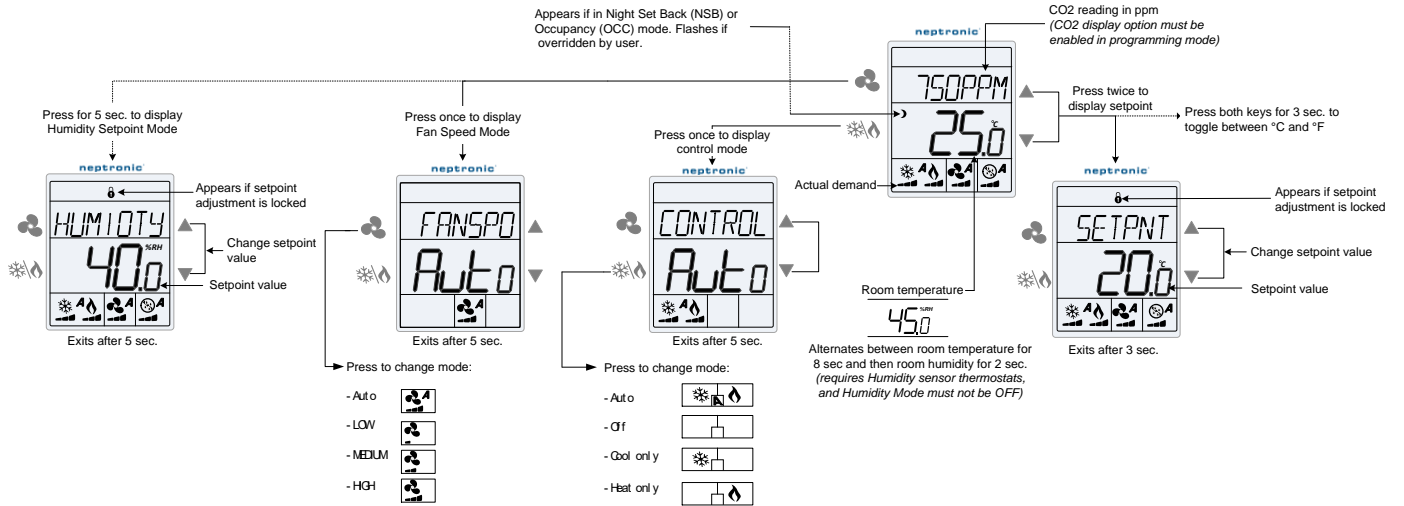 Appears if in Night Set Back (NSB) or
Occupancy (OCC) mode. Flashes if
overridden by user.
CO2 reading in ppm
(CO2 display option must be
enabled in programming mode)
neptronic
750PPM
25.0
°C
A
A
A
Actual demand
Press twice to
display setpoint
Press both keys for 3 sec. to
toggle between °C and °F
Press for 5 sec. to display
Humidity Setpoint Mode
neptronic
Appears if setpoint
adjustment is locked
HUMIDTY
40.0
%RH
A
A
A
Change setpoint
value
Setpoint value
Exits after 5 sec.
Press once to display
Fan Speed Mode
neptronic
FANSPD
Auto
A
Exits after 5 sec.
Press to change mode:
- Auto
A
- LOW
- MEDIUM
- HIGH
Press once to display
control mode
neptronic
CONTROL
Auto
A
Exits after 5 sec.
Press to change mode:
- Auto
A
- Off
- Cool only
- Heat only
Room temperature
45.0
%RH
Alternates between room temperature for
8 sec and then room humidity for 2 sec.
(requires Humidity sensor thermostats,
and Humidity Mode must not be OFF)
neptronic
Appears if setpoint
adjustment is locked
SETPNT
20.0
°C
A
A
A
Change setpoint value
Setpoint value
Exits after 3 sec.